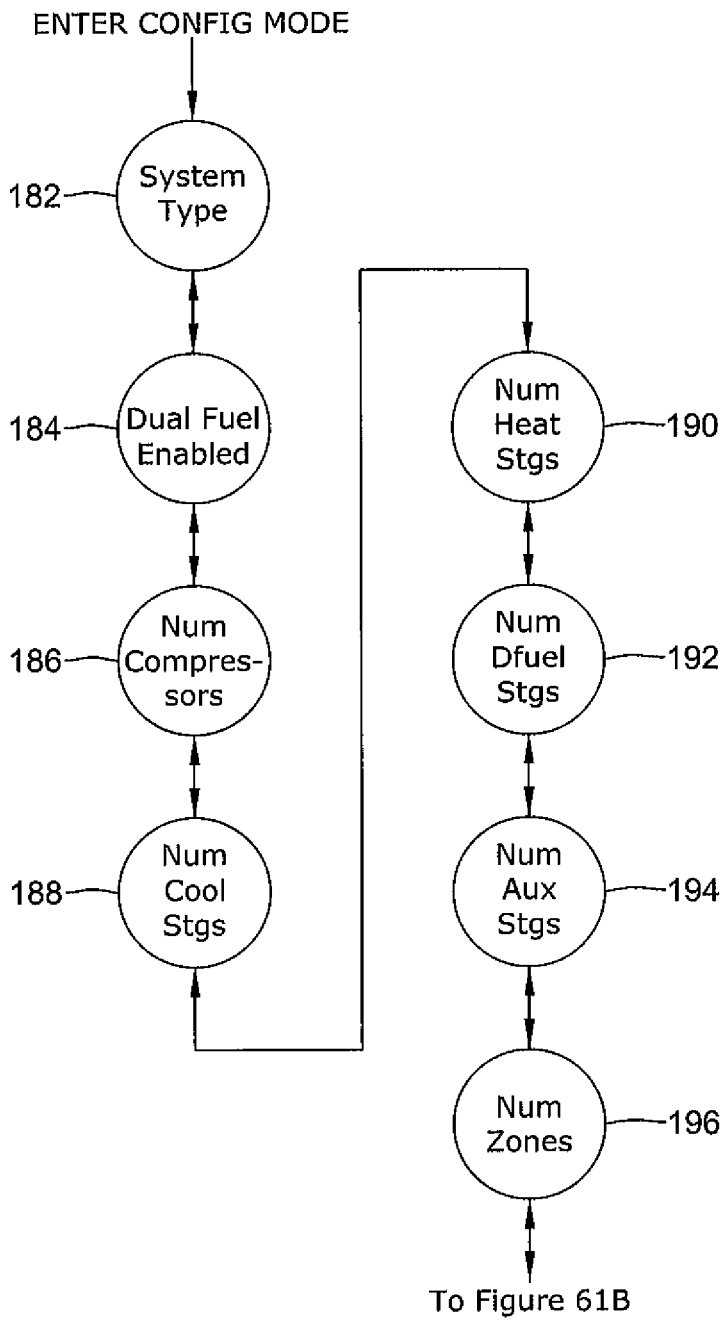 ENTER CONFIG MODE
182
System
Type
184
Dual Fuel
Enabled
186
Num
Compres-
sors
188
Num
Cool
Stgs
Num
Heat
Stgs
190
Num
Dfuel
Stgs
192
Num
Aux
Stgs
194
Num
Zones
196
To Figure 61B